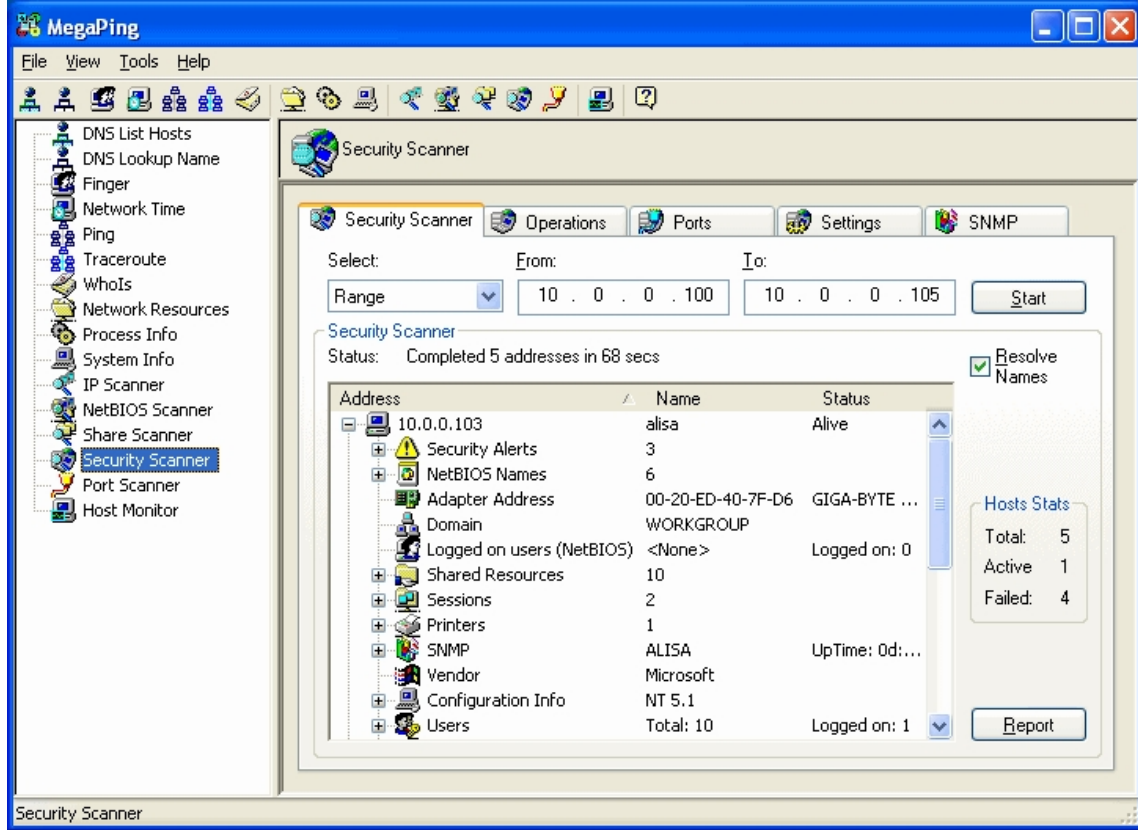 MegaPing
File View Tools Help
DNS List Hosts
DNS Lookup Name
Finger
Network Time
Ping
Traceroute
WhoIs
Network Resources
Process Info
System Info
IP Scanner
NetBIOS Scanner
Share Scanner
Security Scanner
Port Scanner
Host Monitor
Security Scanner
Security Scanner Operations Ports Settings SNMP
Select: From: To:
Range 10 . 0 . 0 . 100 10 . 0 . 0 . 105 Start
Security Scanner
Status: Completed 5 addresses in 68 secs
Resolve Names
Address Name Status
10.0.0.103 alisa Alive
Security Alerts 3
NetBIOS Names 6
Adapter Address 00-20-ED-40-7F-D6 GIGA-BYTE ...
Domain WORKGROUP
Logged on users (NetBIOS) <None> Logged on: 0
Shared Resources 10
Sessions 2
Printers 1
SNMP ALISA UpTime: 0d:...
Vendor Microsoft
Configuration Info NT 5.1
Users Total: 10 Logged on: 1
Hosts Stats
Total: 5
Active 1
Failed: 4
Report
Security Scanner